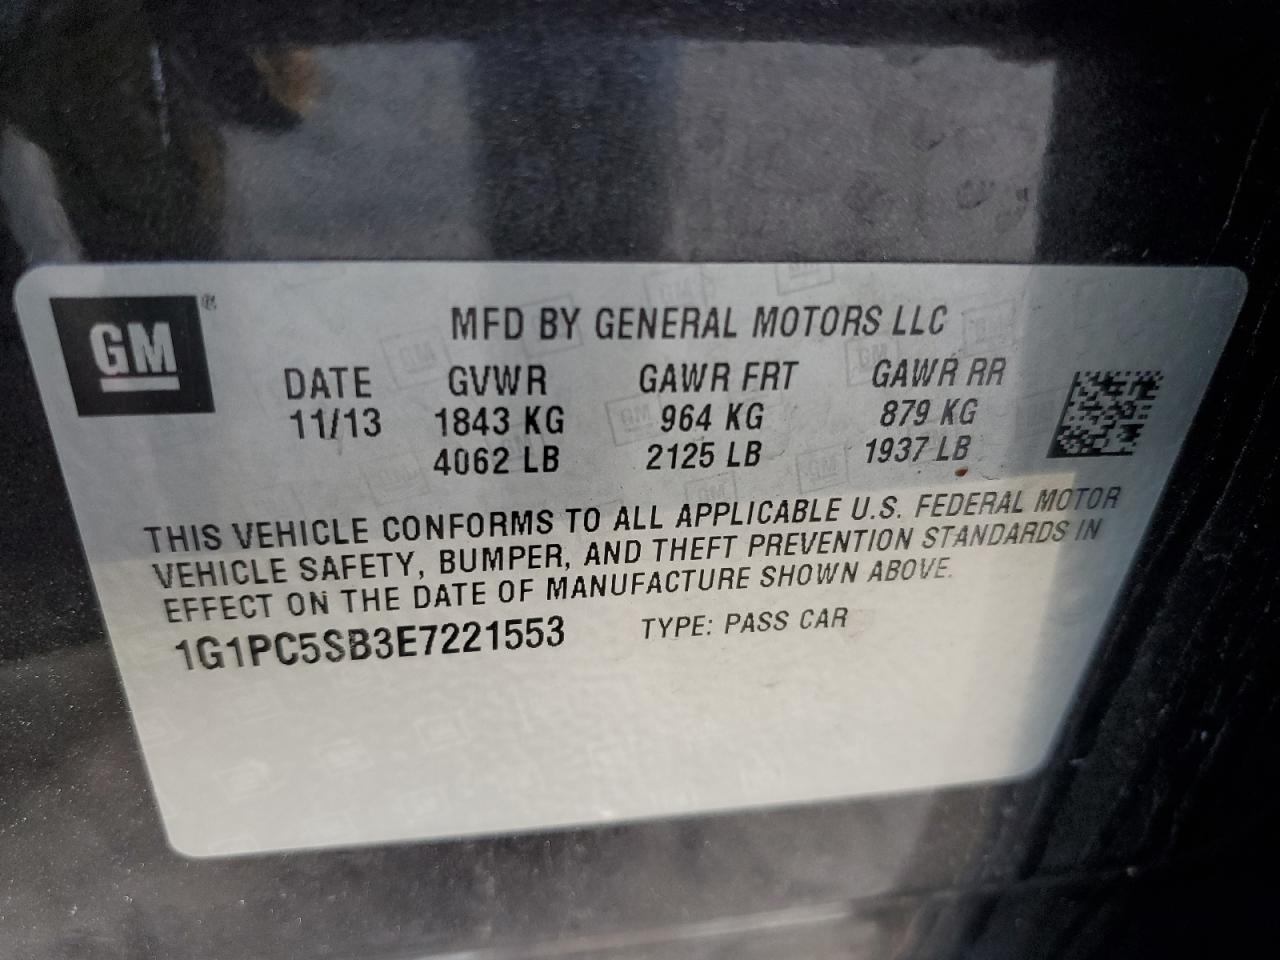 GM®
MFD BY GENERAL MOTORS LLC
DATE GVWR GAWR FRT GAWR RR
11/13 1843 KG 964 KG 879 KG
4062 LB 2125 LB 1937 LB
THIS VEHICLE CONFORMS TO ALL APPLICABLE U.S. FEDERAL MOTOR
VEHICLE SAFETY, BUMPER, AND THEFT PREVENTION STANDARDS IN
EFFECT ON THE DATE OF MANUFACTURE SHOWN ABOVE.
1G1PC5SB3E7221553 TYPE: PASS CAR